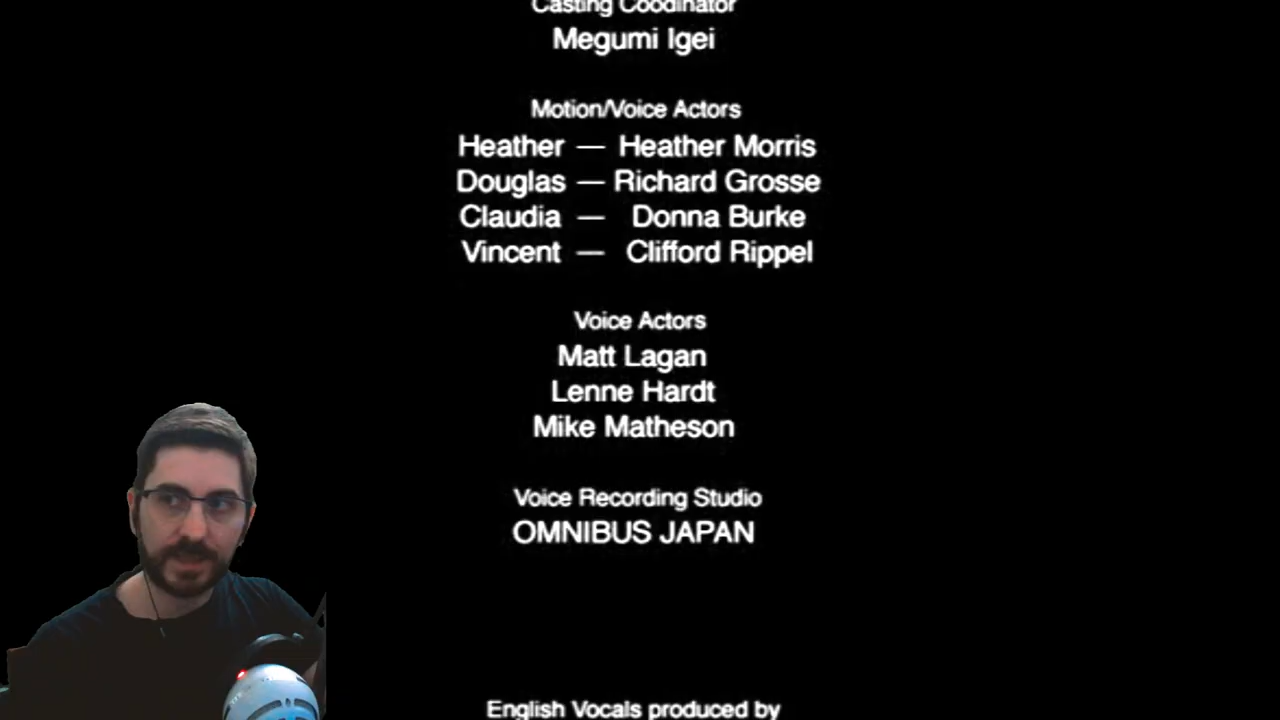 Casting Coodinator
Megumi Igei
Motion/Voice Actors
Heather — Heather Morris
Douglas — Richard Grosse
Claudia — Donna Burke
Vincent — Clifford Rippel
Voice Actors
Matt Lagan
Lenne Hardt
Mike Matheson
Voice Recording Studio
OMNIBUS JAPAN
English Vocals produced by